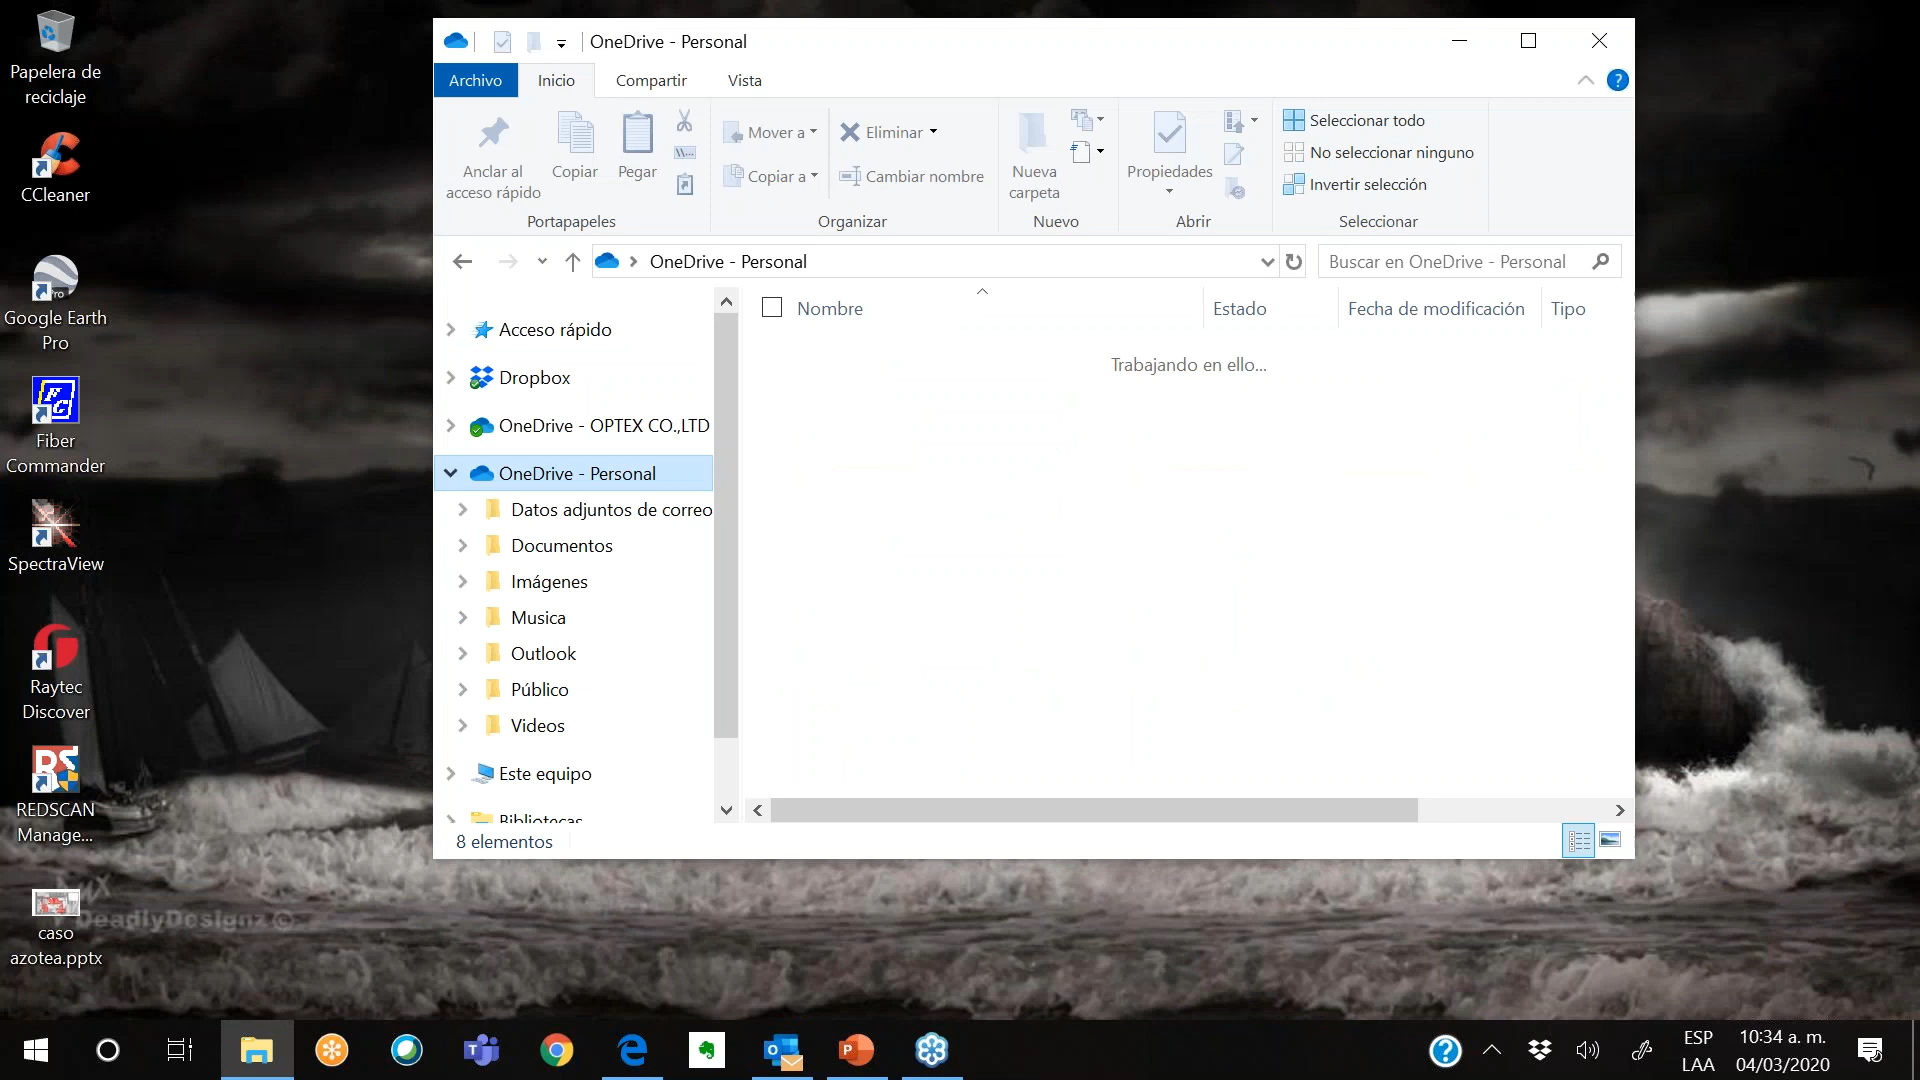 Papelera de
reciclaje
CCleaner
Google Earth
Pro
Fiber
Commander
SpectraView
Raytec
Discover
REDSCAN
Manage...
caso
azotea.pptx
DeadlyDesignz ©
OneDrive - Personal
Archivo
Inicio
Compartir
Vista
Anclar al
acceso rápido
Copiar
Pegar
Portapapeles
Mover a
Copiar a
Eliminar
Cambiar nombre
Organizar
Nueva
carpeta
Nuevo
Propiedades
Abrir
Seleccionar todo
No seleccionar ninguno
Invertir selección
Seleccionar
OneDrive - Personal
Buscar en OneDrive - Personal
Nombre
Estado
Fecha de modificación
Tipo
Trabajando en ello...
Acceso rápido
Dropbox
OneDrive - OPTEX CO.,LTD
OneDrive - Personal
Datos adjuntos de correo
Documentos
Imágenes
Musica
Outlook
Público
Videos
Este equipo
Bibliotecas
8 elementos
ESP
LAA
10:34 a. m.
04/03/2020